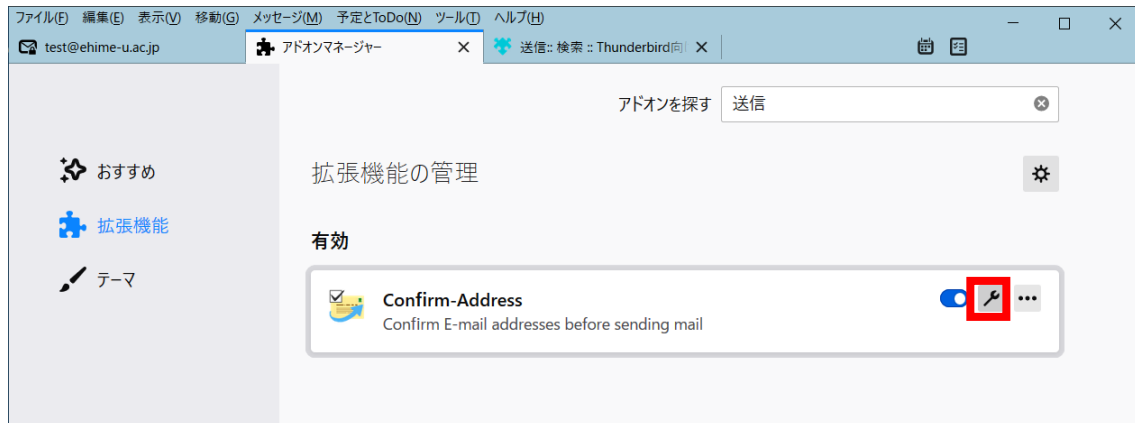 ファイル(F) 編集(E) 表示(V) 移動(G) メッセージ(M) 予定とToDo(N) ツール(T) ヘルプ(H)
test@ehime-u.ac.jp アドオンマネージャー 送信:: 検索 :: Thunderbird向
アドオンを探す 送信
おすすめ
拡張機能の管理
拡張機能
有効
テーマ
Confirm-Address
Confirm E-mail addresses before sending mail